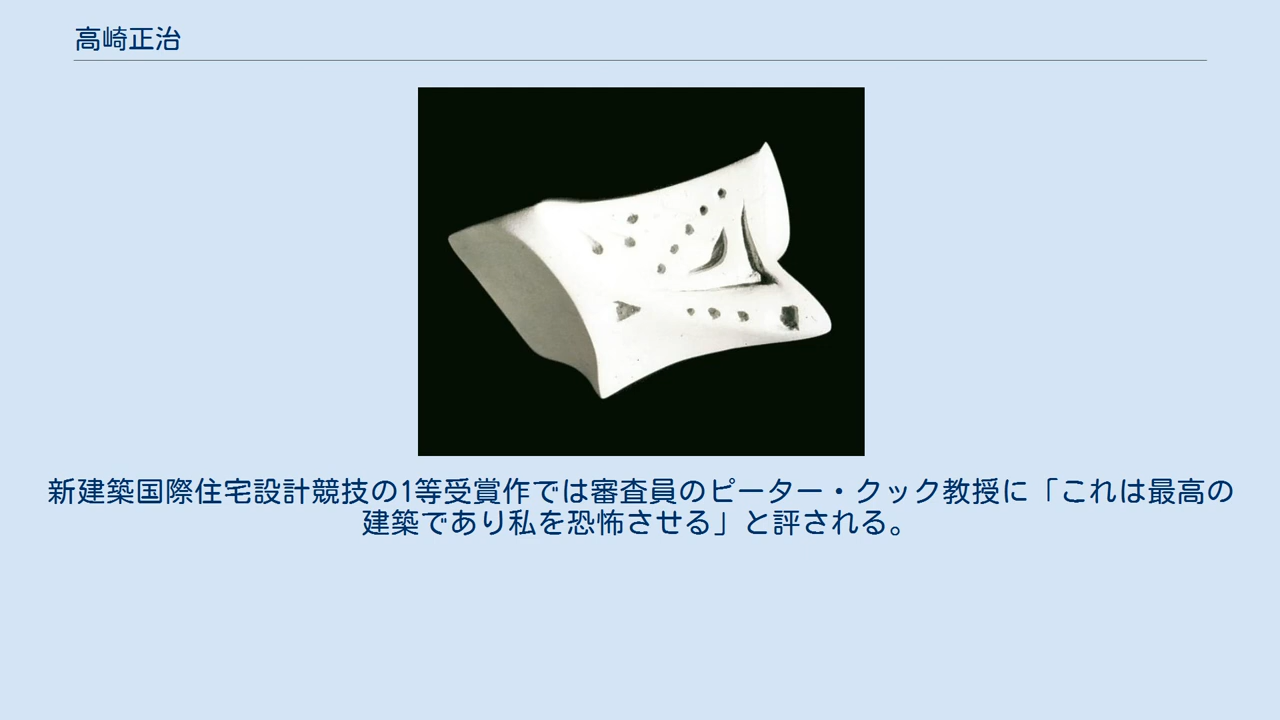 高崎正治
新建築国際住宅設計競技の1等受賞作では審査員のピーター・クック教授に「これは最高の
建築であり私を恐怖させる」と評される。